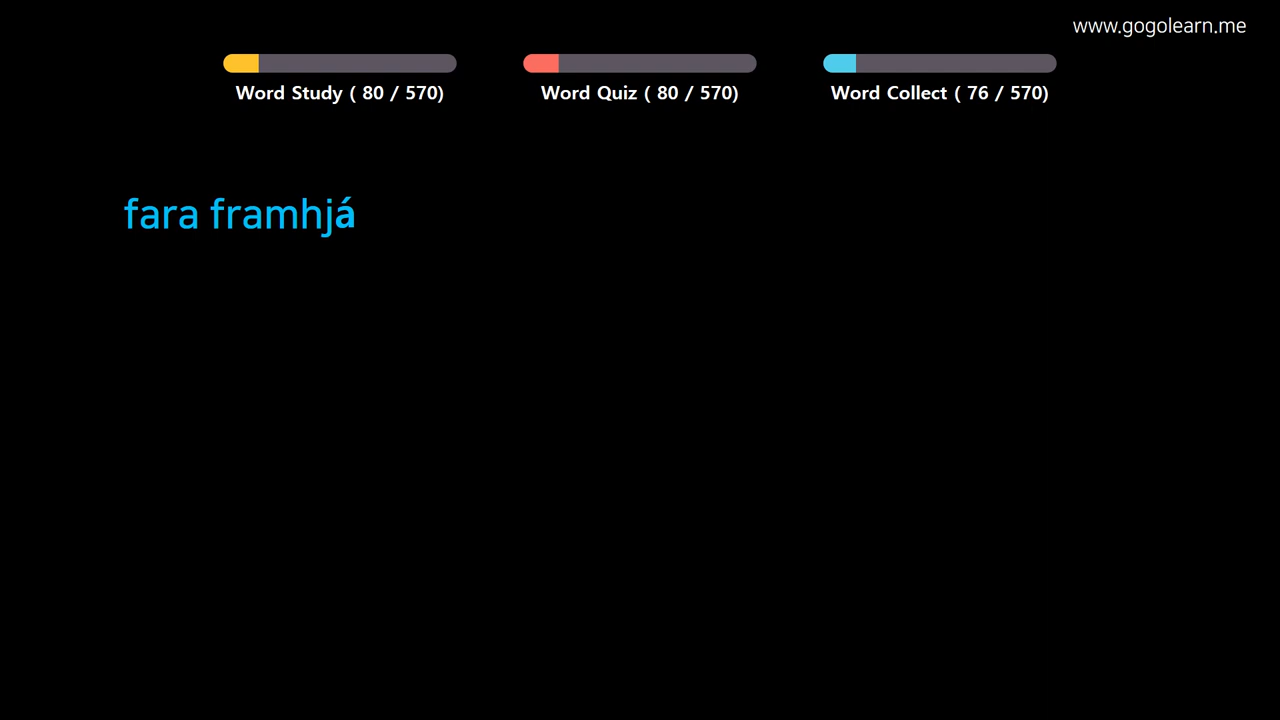 www.gogolearn.me
Word Study ( 80 / 570)
Word Quiz ( 80 / 570)
Word Collect ( 76 / 570)
fara framhjá